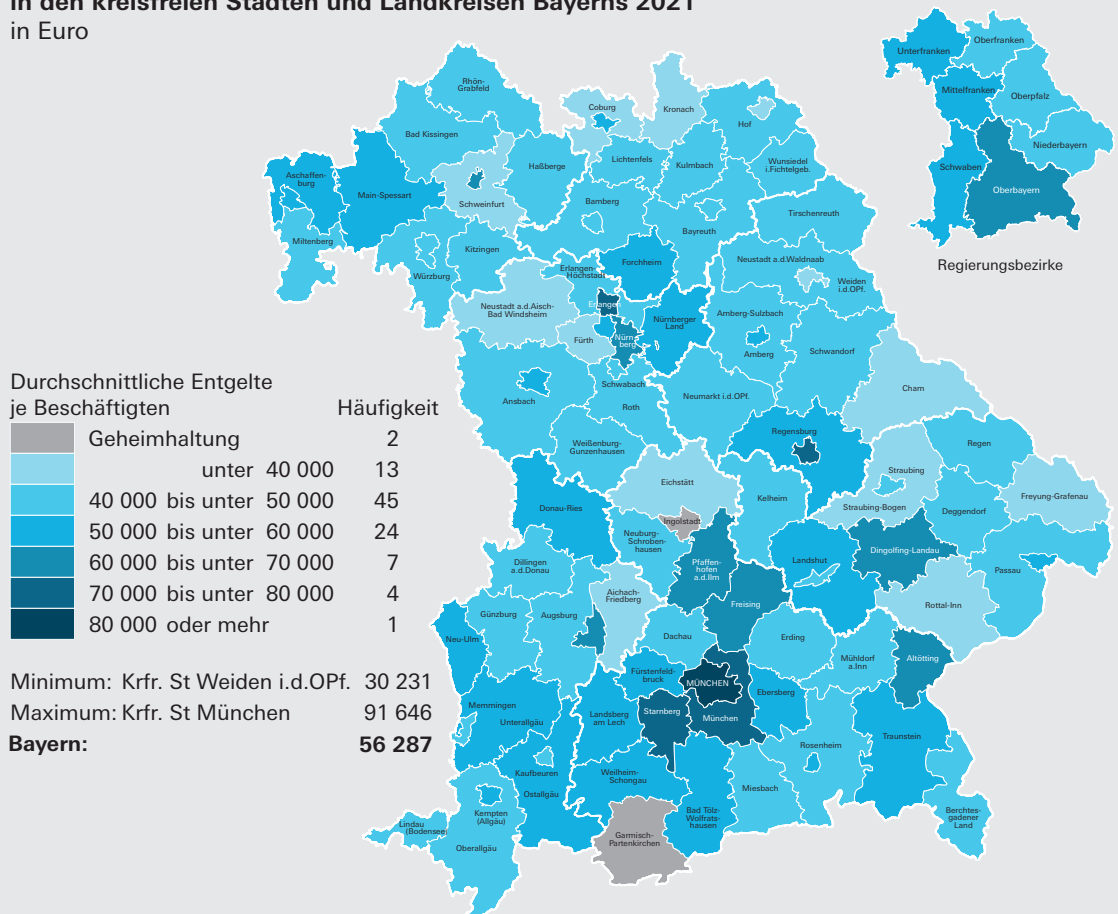 in den kreisfreien Städten und Landkreisen Bayerns 2021
in Euro
Unterfranken
Oberfranken
Mittelfranken
Oberpfalz
Niederbayern
Schwaben
Oberbayern
Regierungsbezirke
Rhön-
Grabfeld
Coburg
Kronach
Hof
Bad Kissingen
Lichtenfels
Kulmbach
Wunsiedel
i.Fichtelgeb.
Haßberge
Aschaffen-
burg
Main-Spessart
Schweinfurt
Bamberg
Tirschenreuth
Bayreuth
Miltenberg
Kitzingen
Würzburg
Forchheim
Neustadt a.d.Waldnaab
Erlangen-
Höchstadt
Weiden
i.d.OPf.
Neustadt a.d.Aisch-
Bad Windsheim
Erlangen
Nürnberger
Land
Amberg-Sulzbach
Fürth
Nürn-
berg
Amberg
Schwandorf
Ansbach
Schwabach
Roth
Neumarkt i.d.OPf.
Cham
Weißenburg-
Gunzenhausen
Regensburg
Regen
Straubing
Eichstätt
Kelheim
Freyung-Grafenau
Donau-Ries
Straubing-Bogen
Deggendorf
Ingolstadt
Neuburg-
Schroben-
hausen
Dingolfing-Landau
Landshut
Passau
Pfaffen-
hofen
a.d.Ilm
Dillingen
a.d.Donau
Aichach-
Friedberg
Freising
Rottal-Inn
Günzburg
Augsburg
Dachau
Erding
Neu-Ulm
Mühldorf
a.Inn
Altötting
Fürstenfeld-
bruck
MÜNCHEN
Ebersberg
Memmingen
Unterallgäu
Landsberg
am Lech
Starnberg
München
Traunstein
Rosenheim
Kaufbeuren
Ostallgäu
Weilheim-
Schongau
Miesbach
Bad Tölz-
Wolfrats-
hausen
Kempten
(Allgäu)
Berchtes-
gadener
Land
Lindau
(Bodensee)
Garmisch-
Partenkirchen
Oberallgäu
Durchschnittliche Entgelte
je Beschäftigten Häufigkeit
Geheimhaltung 2
unter 40 000 13
40 000 bis unter 50 000 45
50 000 bis unter 60 000 24
60 000 bis unter 70 000 7
70 000 bis unter 80 000 4
80 000 oder mehr 1
Minimum: Krfr. St Weiden i.d.OPf. 30 231
Maximum: Krfr. St München 91 646
Bayern: 56 287